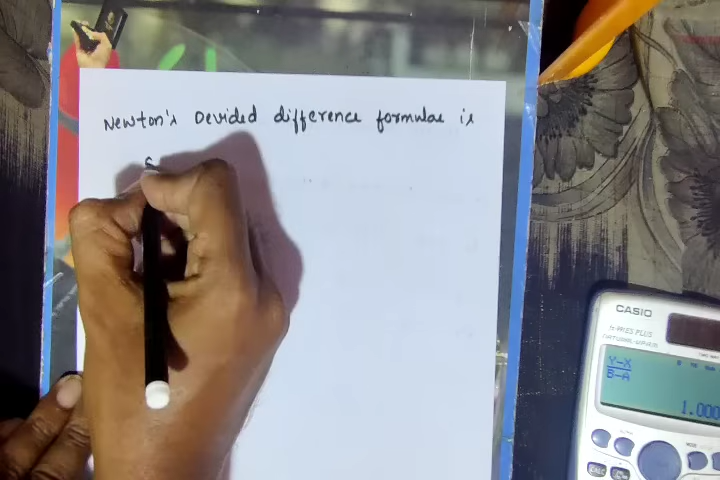 Newton's Devided difference formulae is
CASIO
Y-X
B-A
1.000